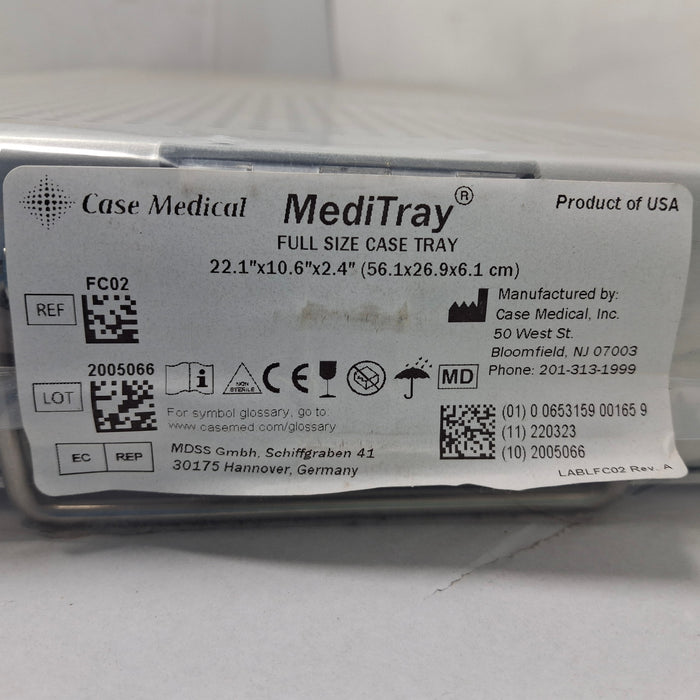 Case Medical
MediTray®
Product of USA
FULL SIZE CASE TRAY
22.1"x10.6"x2.4" (56.1x26.9x6.1 cm)
REF
FC02
Manufactured by:
Case Medical, Inc.
50 West St.
Bloomfield, NJ 07003
Phone: 201-313-1999
LOT
2005066
i
NON
STERILE
CE
MD
For symbol glossary, go to:
www.casemed.com/glossary
(01) 0 0653159 00165 9
(11) 220323
(10) 2005066
EC REP
MDSS Gmbh, Schiffgraben 41
30175 Hannover, Germany
LABLFC02 Rev. A